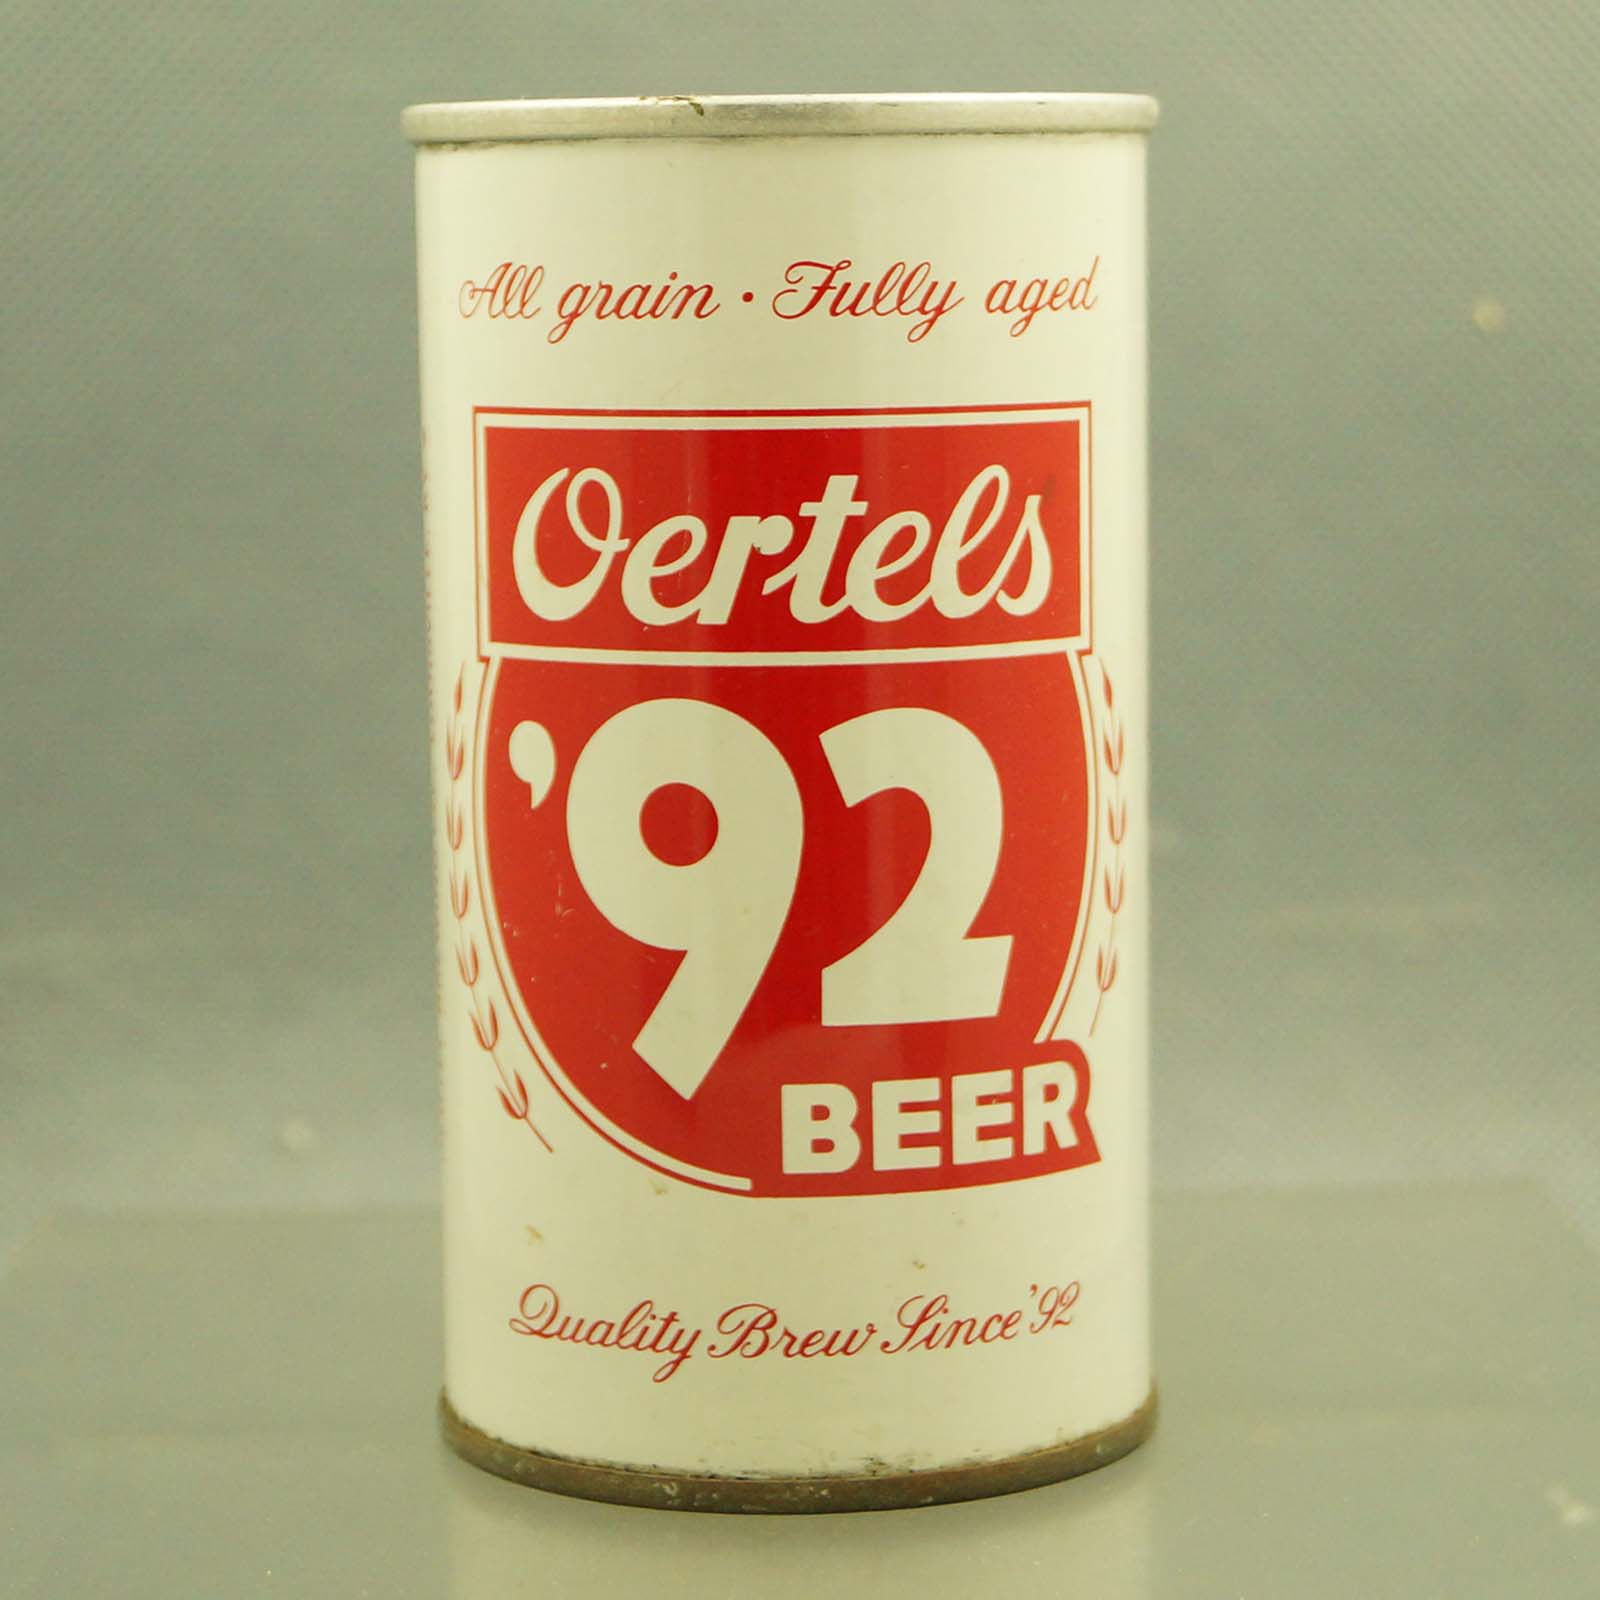 All grain · Fully aged
Oertels
'92
BEER
Quality Brew Since '92